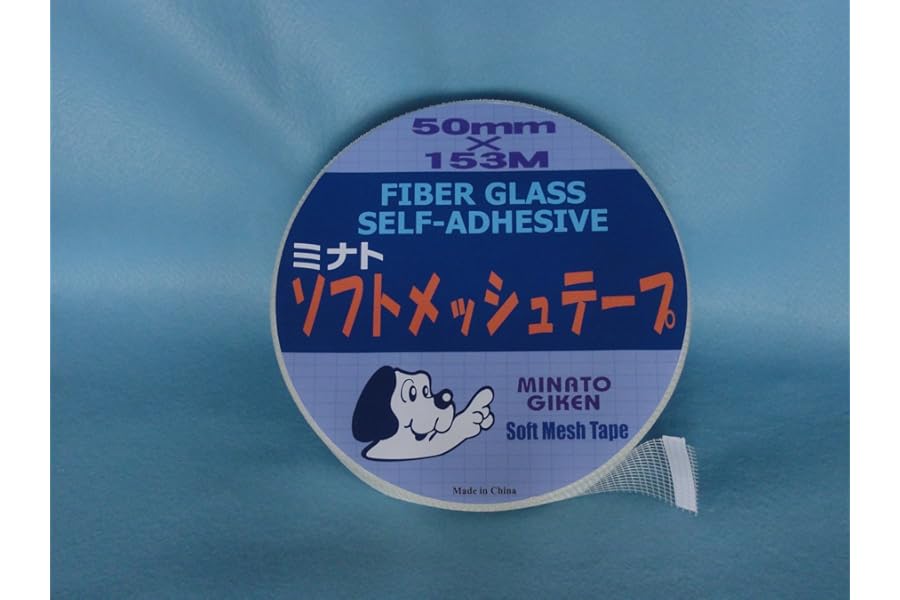 50mm
×
153M
FIBER GLASS
SELF-ADHESIVE
ミナト
ソフトメッシュテープ
MINATO
GIKEN
Soft Mesh Tape
Made in China